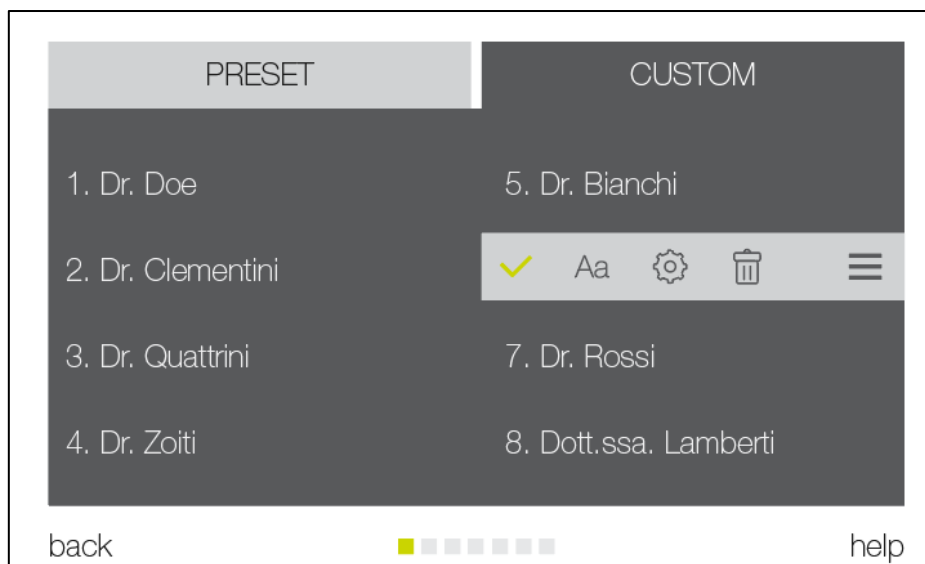 PRESET
CUSTOM
1. Dr. Doe
2. Dr. Clementini
3. Dr. Quattrini
4. Dr. Zoiti
5. Dr. Bianchi
Aa
7. Dr. Rossi
8. Dott.ssa. Lamberti
back
help